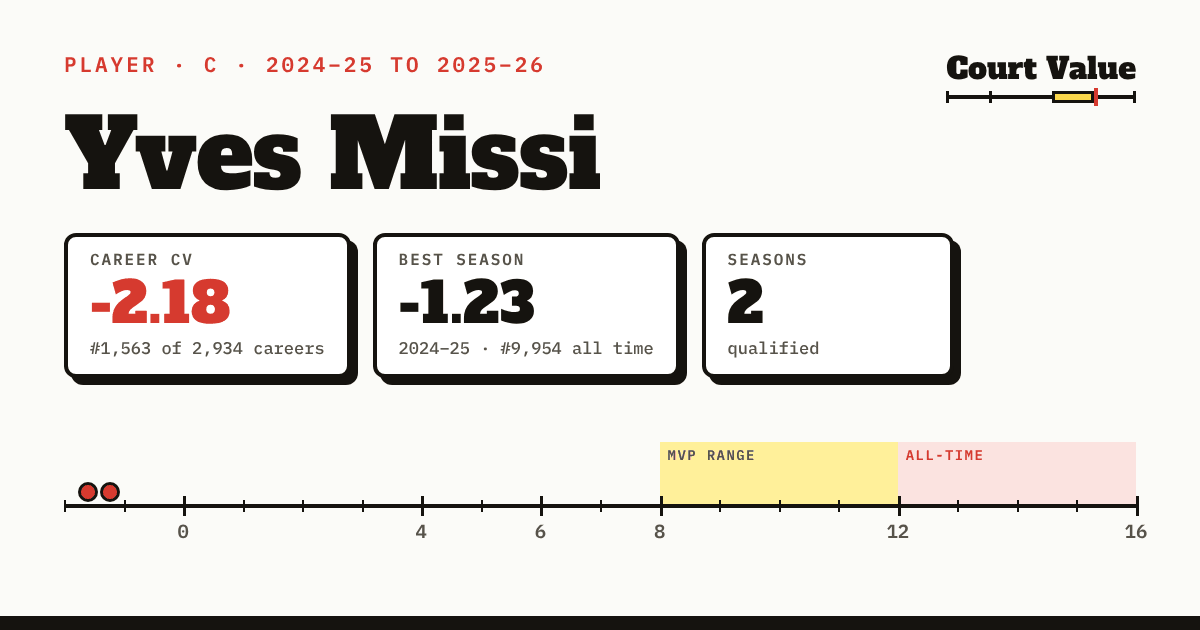 PLAYER · C · 2024–25 TO 2025–26
Court Value
Yves Missi
CAREER CV
-2.18
#1,563 of 2,934 careers
BEST SEASON
-1.23
2024–25 · #9,954 all time
SEASONS
2
qualified
MVP RANGE
ALL-TIME
0 4 6 8 12 16